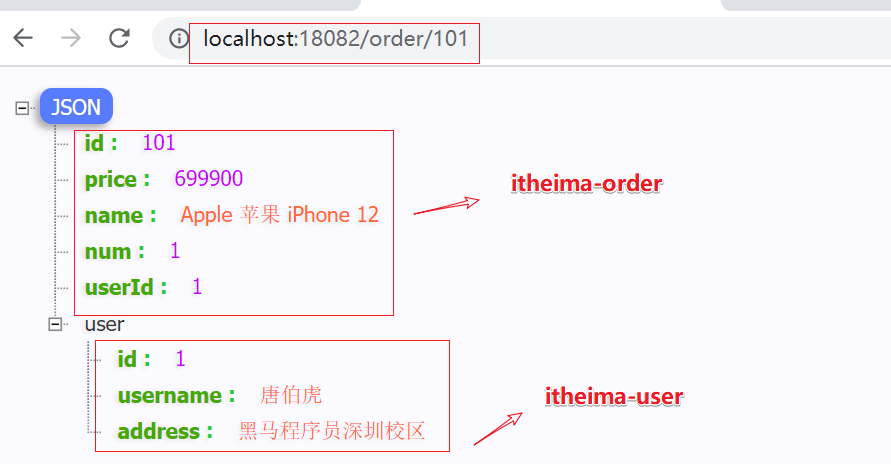 localhost:18082/order/101
JSON
id : 101
price : 699900
name : Apple 苹果 iPhone 12
num : 1
userId : 1
itheima-order
user
id : 1
username : 唐伯虎
address : 黑马程序员深圳校区
itheima-user